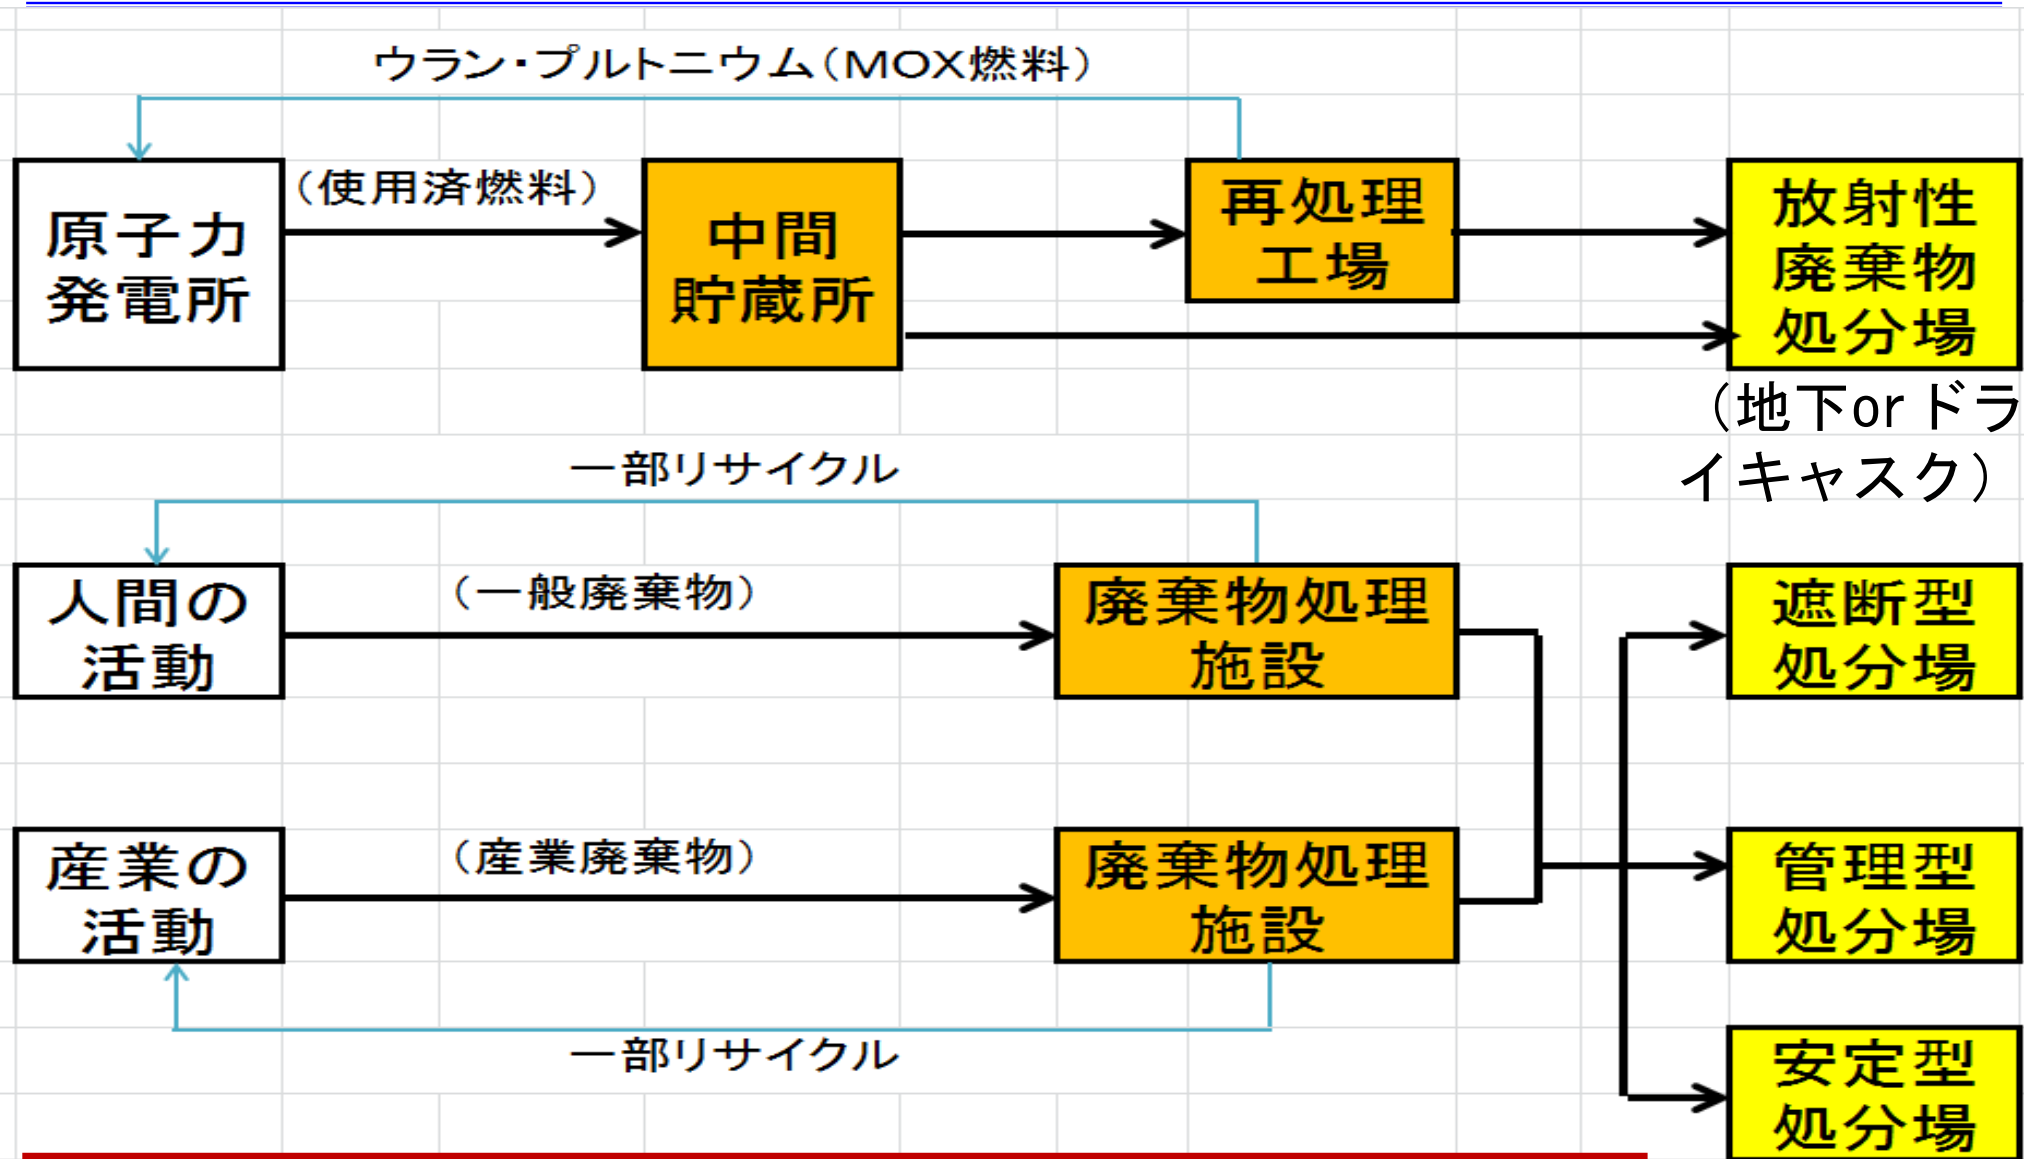 ウラン・プルトニウム(MOX燃料)
原子力
発電所
(使用済燃料)
中間
貯蔵所
再処理
工場
放射性
廃棄物
処分場
(地下orドラ
イキャスク)
一部リサイクル
人間の
活動
(一般廃棄物)
廃棄物処理
施設
遮断型
処分場
産業の
活動
(産業廃棄物)
廃棄物処理
施設
管理型
処分場
一部リサイクル
安定型
処分場